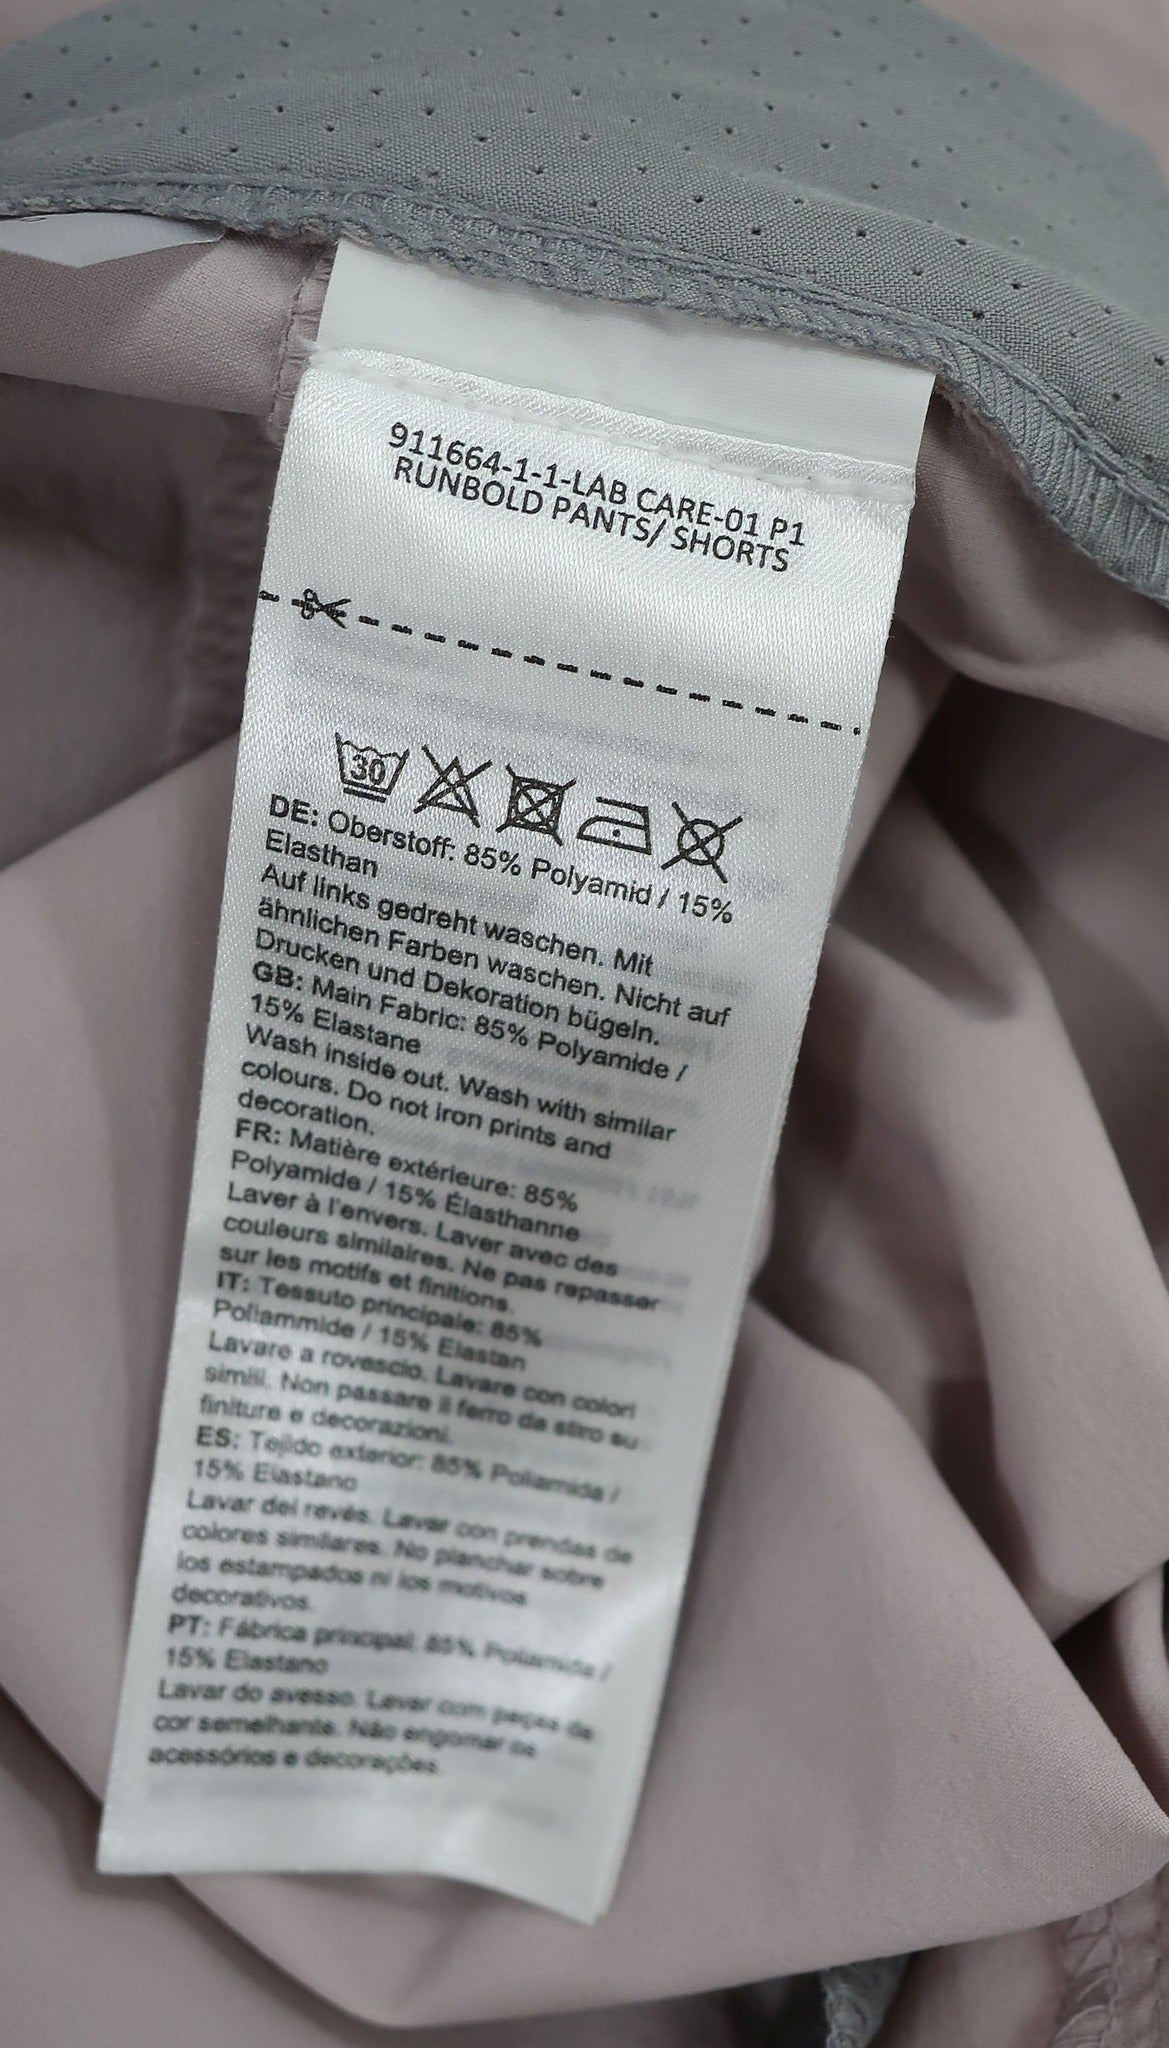 911664-1-1-LAB CARE-01 P1
RUNBOLD PANTS/ SHORTS
30
DE: Oberstoff: 85% Polyamid / 15%
Elasthan
Auf links gedreht waschen. Mit
ähnlichen Farben waschen. Nicht auf
Drucken und Dekoration bügeln.
GB: Main Fabric: 85% Polyamide /
15% Elastane
Wash inside out. Wash with similar
colours. Do not iron prints and
decoration.
FR: Matière extérieure: 85%
Polyamide / 15% Élasthanne
Laver à l'envers. Laver avec des
couleurs similaires. Ne pas repasser
sur les motifs et finitions.
IT: Tessuto principale: 85%
Poliammide / 15% Elastan
Lavare a rovescio. Lavare con colori
simili. Non passare il ferro da stiro su
finiture e decorazioni.
ES: Tejido exterior: 85% Poliamida /
15% Elastano
Lavar del revés. Lavar con prendas de
colores similares. No planchar sobre
los estampados ni los motivos
decorativos.
PT: Fábrica principal: 85% Poliamida /
15% Elastano
Lavar do avesso. Lavar com peças de
cor semelhante. Não engomar os
acessórios e decorações.